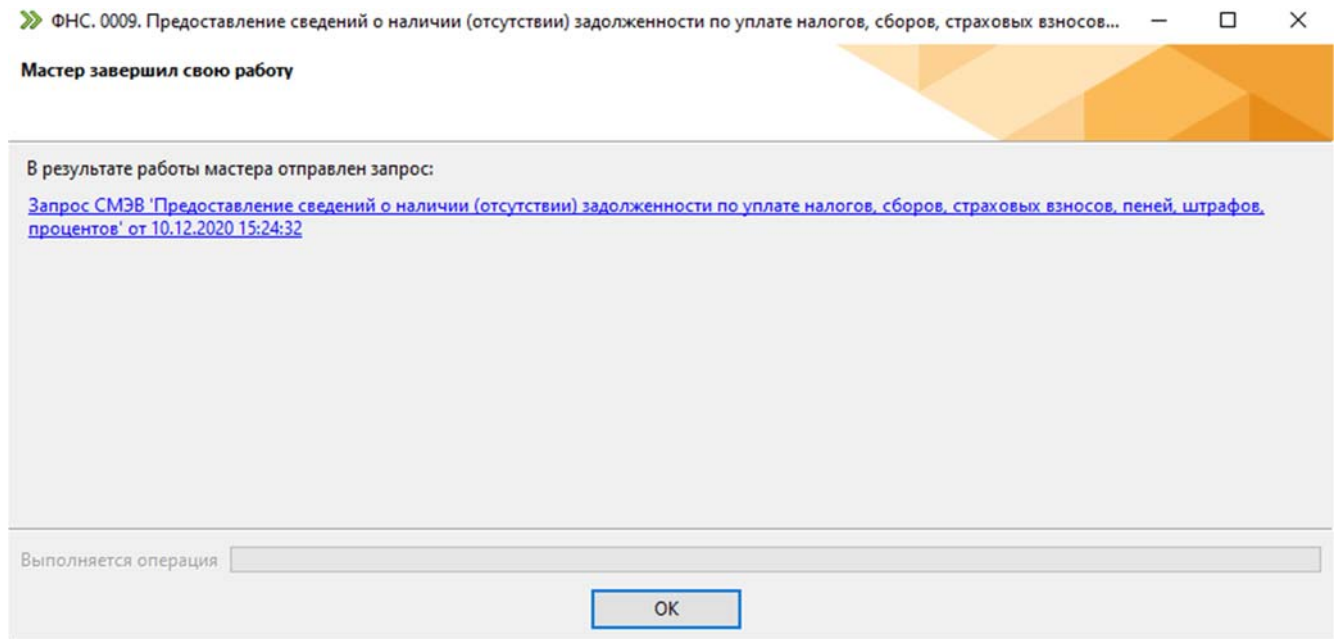 ФНС. 0009. Предоставление сведений о наличии (отсутствии) задолженности по уплате налогов, сборов, страховых взносов...
Мастер завершил свою работу
В результате работы мастера отправлен запрос:
Запрос СМЭВ 'Предоставление сведений о наличии (отсутствии) задолженности по уплате налогов, сборов, страховых взносов, пеней, штрафов,
процентов' от 10.12.2020 15:24:32
Выполняется операция
ОК